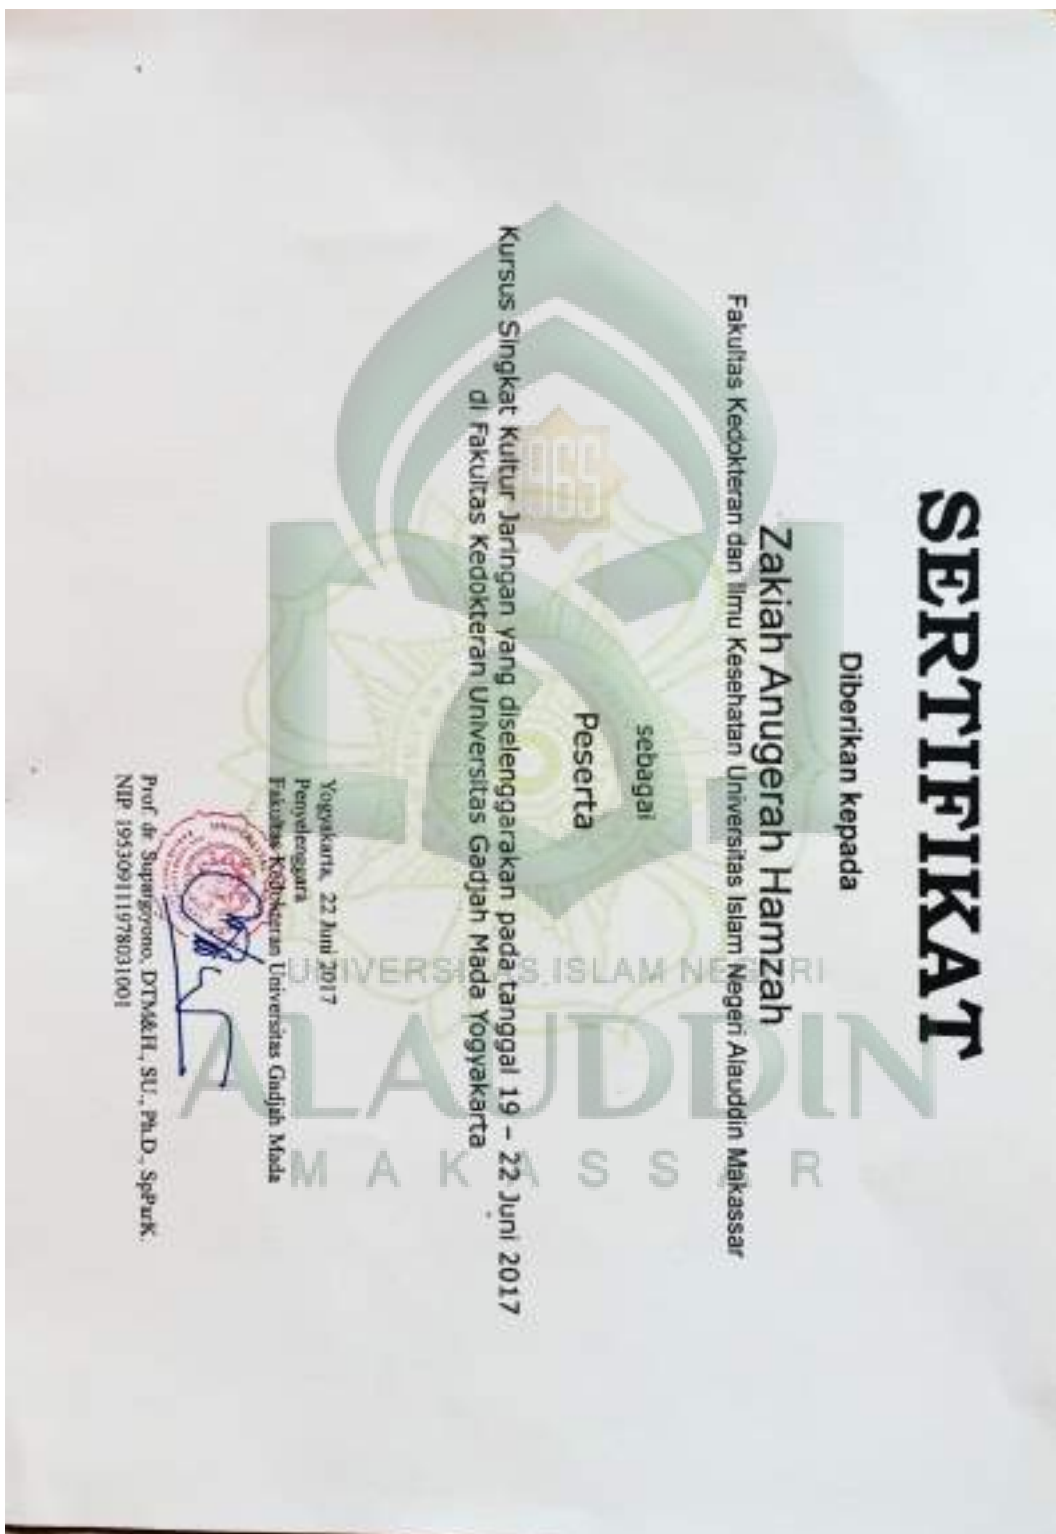 SERTIFIKAT
Diberikan kepada
Zakiah Anugerah Hamzah
Fakultas Kedokteran dan Ilmu Kesehatan Universitas Islam Negeri Alauddin Makassar
sebagai
Peserta
Kursus Singkat Kultur Jaringan yang diselenggarakan pada tanggal 19 – 22 Juni 2017
di Fakultas Kedokteran Universitas Gadjah Mada Yogyakarta
Yogyakarta, 22 Juni 2017
Penyelenggara
Fakultas Kedokteran Universitas Gadjah Mada
Prof. dr. Supargiyono, DTM&H., SU., Ph.D., SpParK.
NIP 195309111978031001
1965
UNIVERSITAS ISLAM NEGERI
ALAUDDIN
MAKASSAR